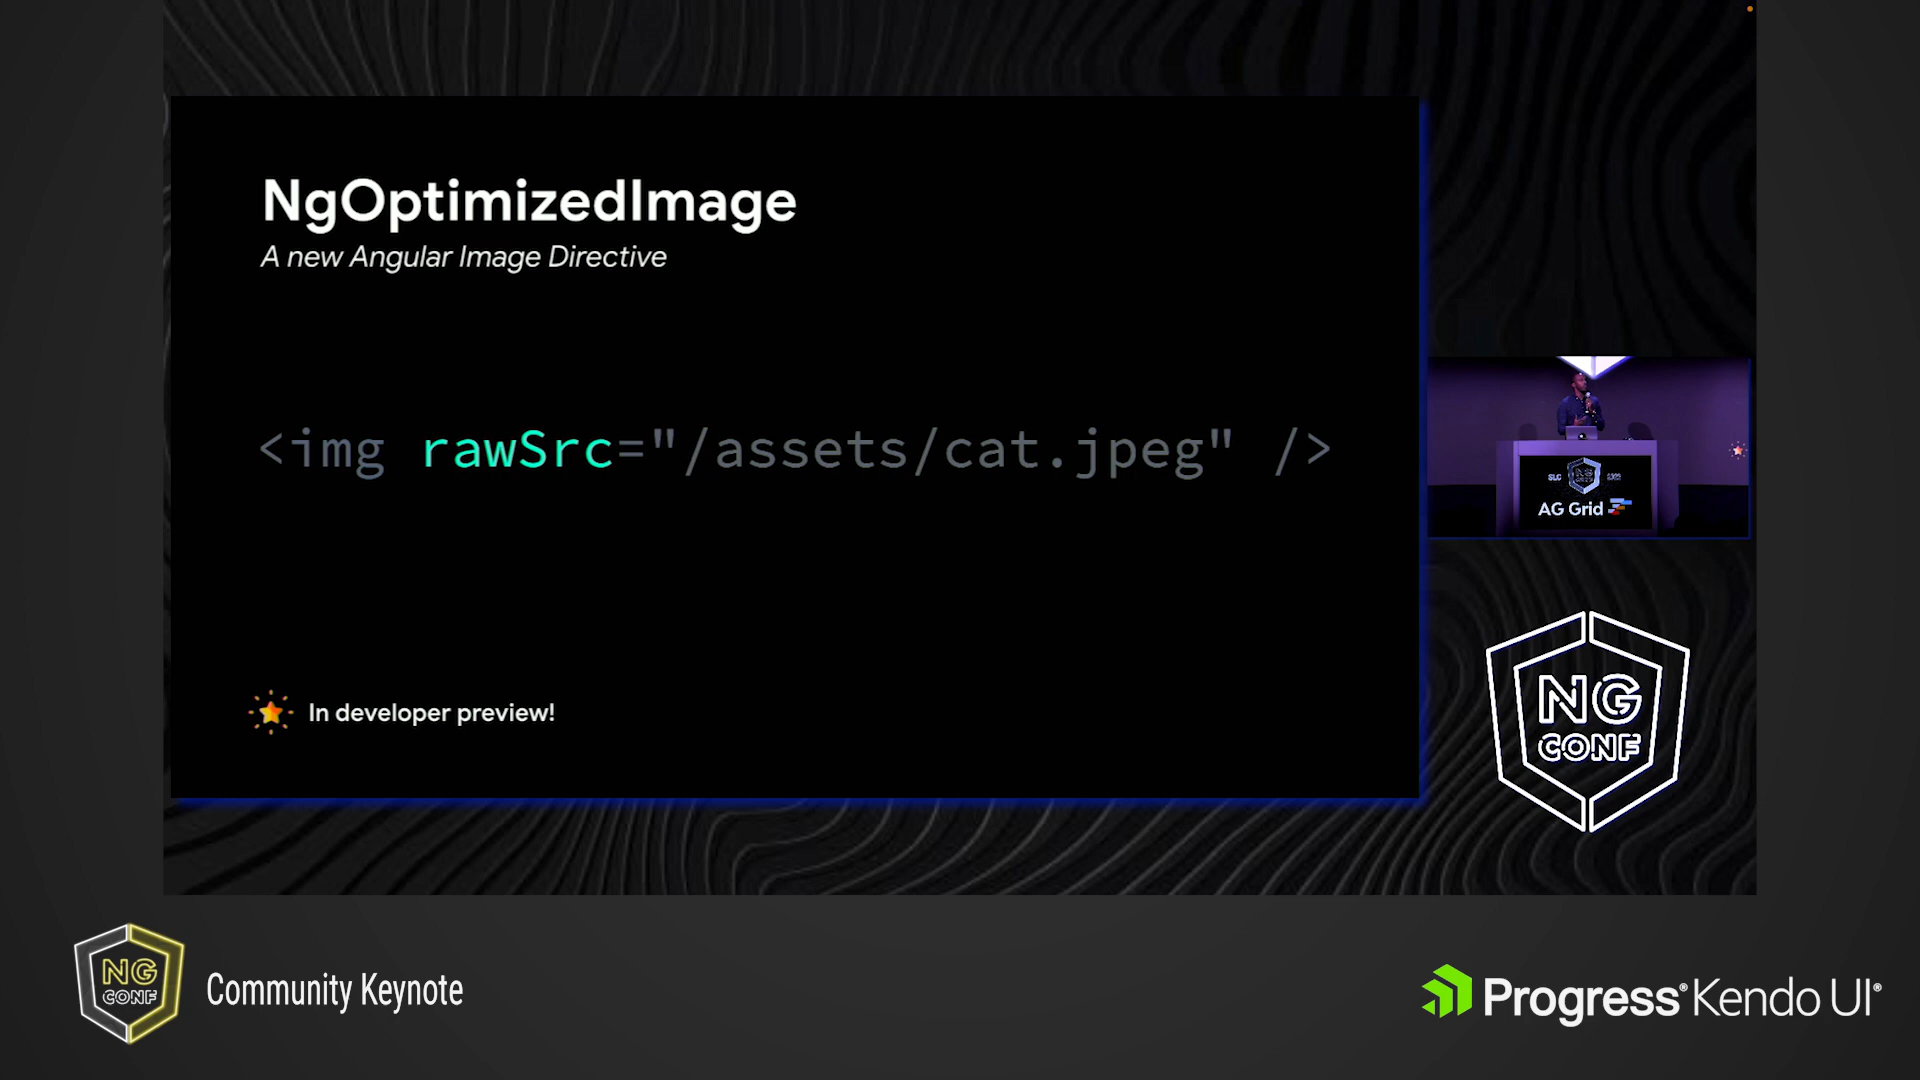 NgOptimizedImage
A new Angular Image Directive
<img rawSrc="/assets/cat.jpeg" />
In developer preview!
SLC
AG Grid
NG
CONF
NG
CONF
Community Keynote
Progress® Kendo UI®